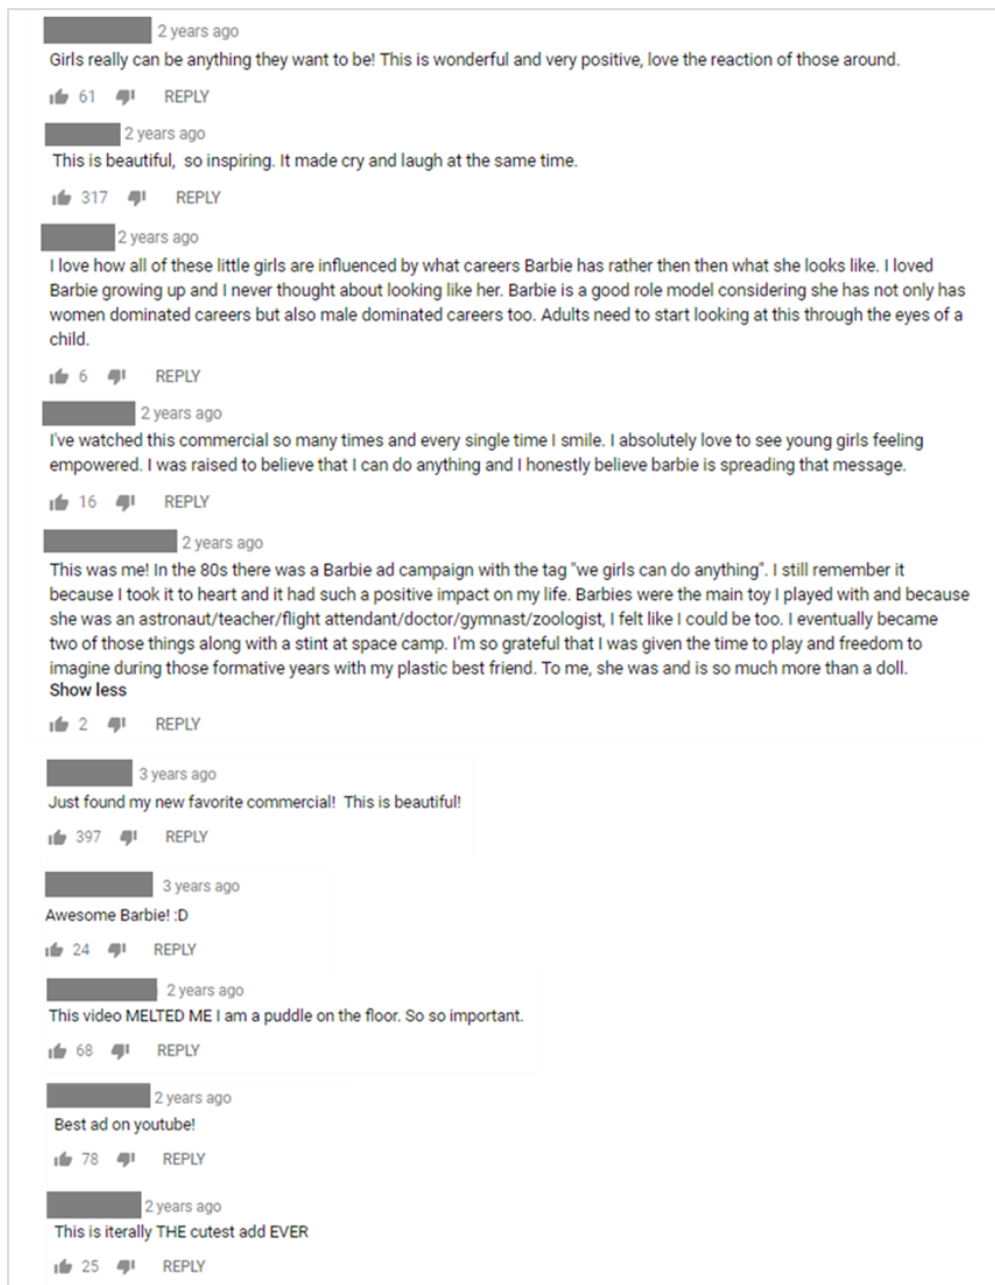 2 years ago
Girls really can be anything they want to be! This is wonderful and very positive, love the reaction of those around.
61 REPLY
2 years ago
This is beautiful, so inspiring. It made cry and laugh at the same time.
317 REPLY
2 years ago
I love how all of these little girls are influenced by what careers Barbie has rather then then what she looks like. I loved
Barbie growing up and I never thought about looking like her. Barbie is a good role model considering she has not only has
women dominated careers but also male dominated careers too. Adults need to start looking at this through the eyes of a
child.
6 REPLY
2 years ago
I've watched this commercial so many times and every single time I smile. I absolutely love to see young girls feeling
empowered. I was raised to believe that I can do anything and I honestly believe barbie is spreading that message.
16 REPLY
2 years ago
This was me! In the 80s there was a Barbie ad campaign with the tag "we girls can do anything". I still remember it
because I took it to heart and it had such a positive impact on my life. Barbies were the main toy I played with and because
she was an astronaut/teacher/flight attendant/doctor/gymnast/zoologist, I felt like I could be too. I eventually became
two of those things along with a stint at space camp. I'm so grateful that I was given the time to play and freedom to
imagine during those formative years with my plastic best friend. To me, she was and is so much more than a doll.
Show less
2 REPLY
3 years ago
Just found my new favorite commercial! This is beautiful!
397 REPLY
3 years ago
Awesome Barbie! :D
24 REPLY
2 years ago
This video MELTED ME I am a puddle on the floor. So so important.
68 REPLY
2 years ago
Best ad on youtube!
78 REPLY
2 years ago
This is iterally THE cutest add EVER
25 REPLY